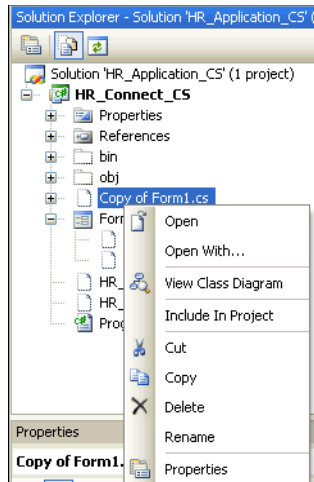 Solution Explorer - Solution 'HR_Application_CS' (
Solution 'HR_Application_CS' (1 project)
HR_Connect_CS
Properties
References
bin
obj
Copy of Form1.cs
Form
HR_
HR_
Prog
Open
Open With...
View Class Diagram
Include In Project
Cut
Copy
Delete
Rename
Properties
Properties
Copy of Form1.